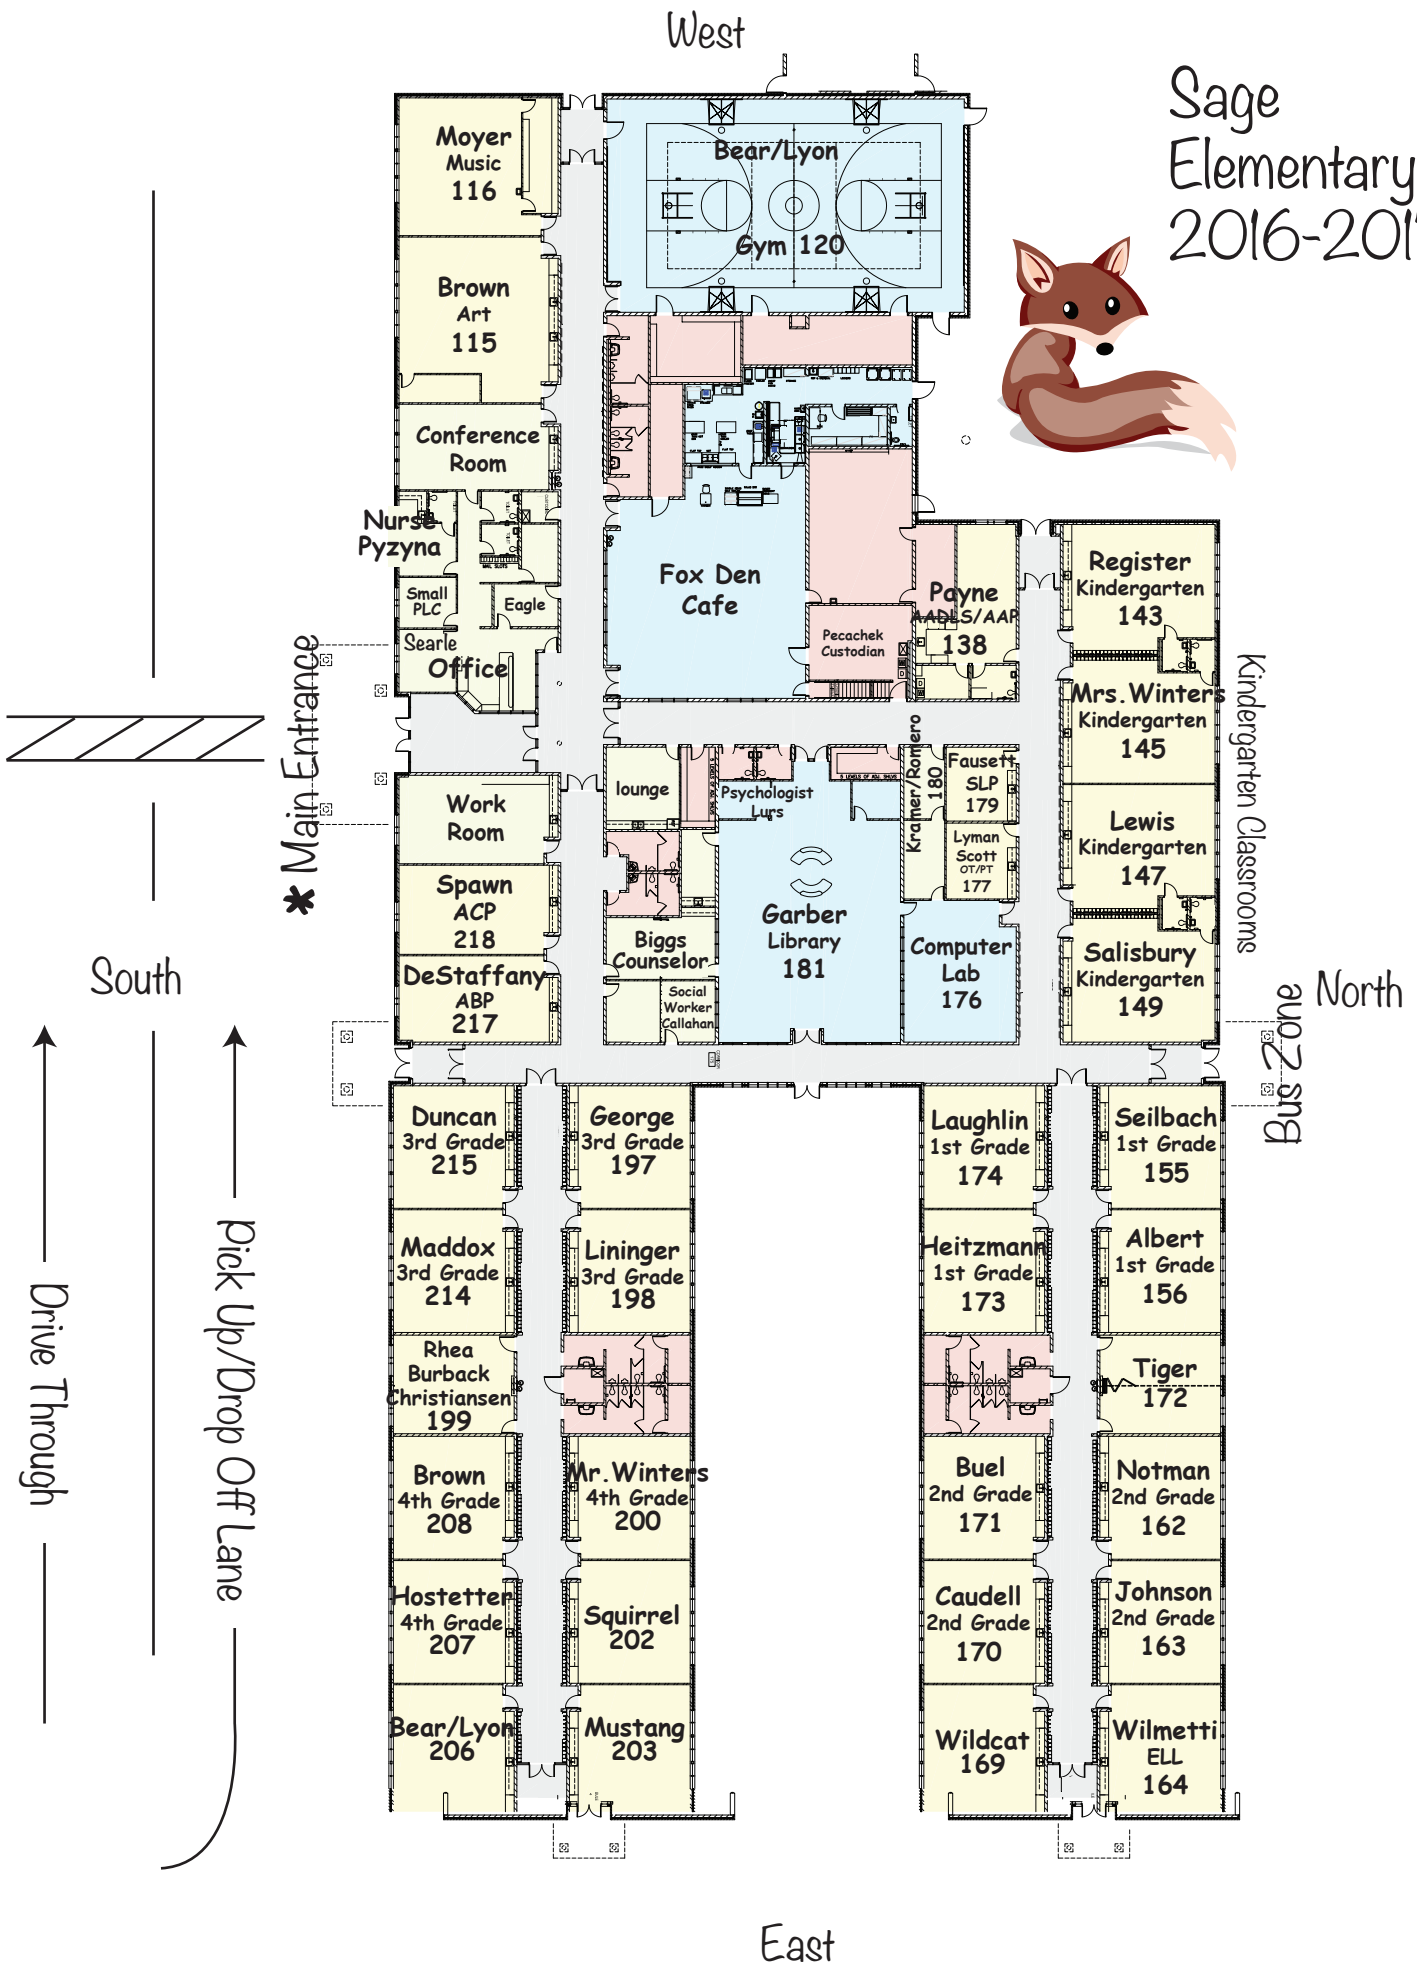 West
Sage
Elementary
2016-201
Moyer
Music
116
Bear/Lyon
Gym 120
Brown
Art
115
Conference
Room
Nurse
Pyzyna
MAIL SLOTS
Small
PLC
Eagle
Searle
Office
Fox Den
Cafe
Pecachek
Custodian
Payne
AADLS/AAP
138
Register
Kindergarten
143
Mrs. Winters
Kindergarten
145
Lewis
Kindergarten
147
Salisbury
Kindergarten
149
Kindergarten Classrooms
* Main Entrance
Work
Room
Spawn
ACP
218
DeStaffany
ABP
217
lounge
5 LEVELS OF ADJ. SHLVS
Psychologist
Lurs
Kramer/Romero
180
Fausett
SLP
179
Lyman
Scott
OT/PT
177
Garber
Library
181
Biggs
Counselor
Social
Worker
Callahan
Computer
Lab
176
South
North
Bus Zone
Drive Through
Pick Up/Drop Off Lane
Duncan
3rd Grade
215
George
3rd Grade
197
Laughlin
1st Grade
174
Seilbach
1st Grade
155
Maddox
3rd Grade
214
Lininger
3rd Grade
198
Heitzmann
1st Grade
173
Albert
1st Grade
156
Rhea
Burback
Christiansen
199
Tiger
172
Brown
4th Grade
208
Mr. Winters
4th Grade
200
Buel
2nd Grade
171
Notman
2nd Grade
162
Hostetter
4th Grade
207
Squirrel
202
Caudell
2nd Grade
170
Johnson
2nd Grade
163
Bear/Lyon
206
Mustang
203
Wildcat
169
Wilmetti
ELL
164
East